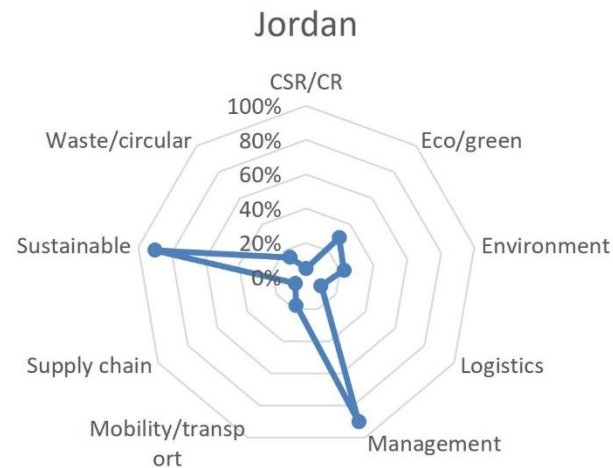 Jordan
CSR/CR
100%
80%
60%
40%
20%
0%
Eco/green
Environment
Logistics
Management
Mobility/transp
ort
Supply chain
Sustainable
Waste/circular